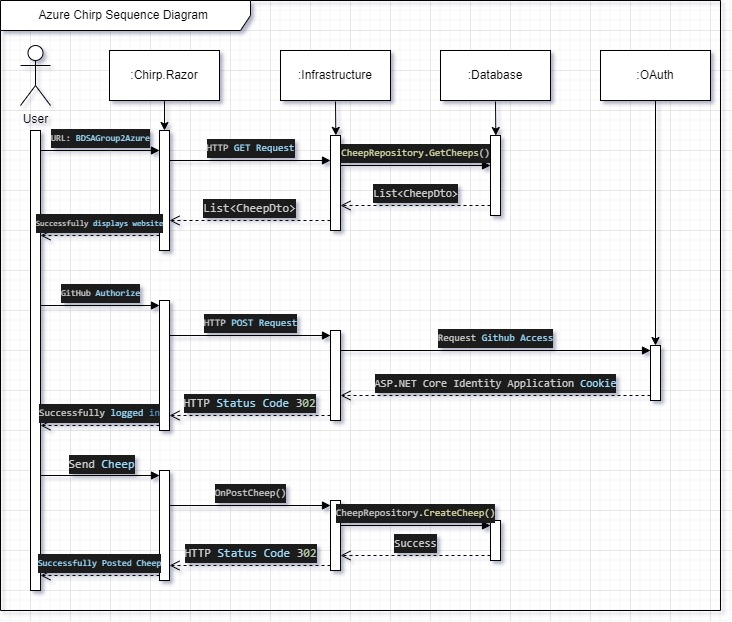 Azure Chirp Sequence Diagram
:Chirp.Razor
:Infrastructure
:Database
:OAuth
User
URL: BDSAGroup2Azure
HTTP GET Request
CheepRepository.GetCheeps()
List<CheepDto>
List<CheepDto>
Successfully displays website
GitHub Authorize
HTTP POST Request
Request Github Access
ASP.NET Core Identity Application Cookie
HTTP Status Code 302
Successfully logged in
Send Cheep
OnPostCheep()
CheepRepository.CreateCheep()
Success
HTTP Status Code 302
Successfully Posted Cheep